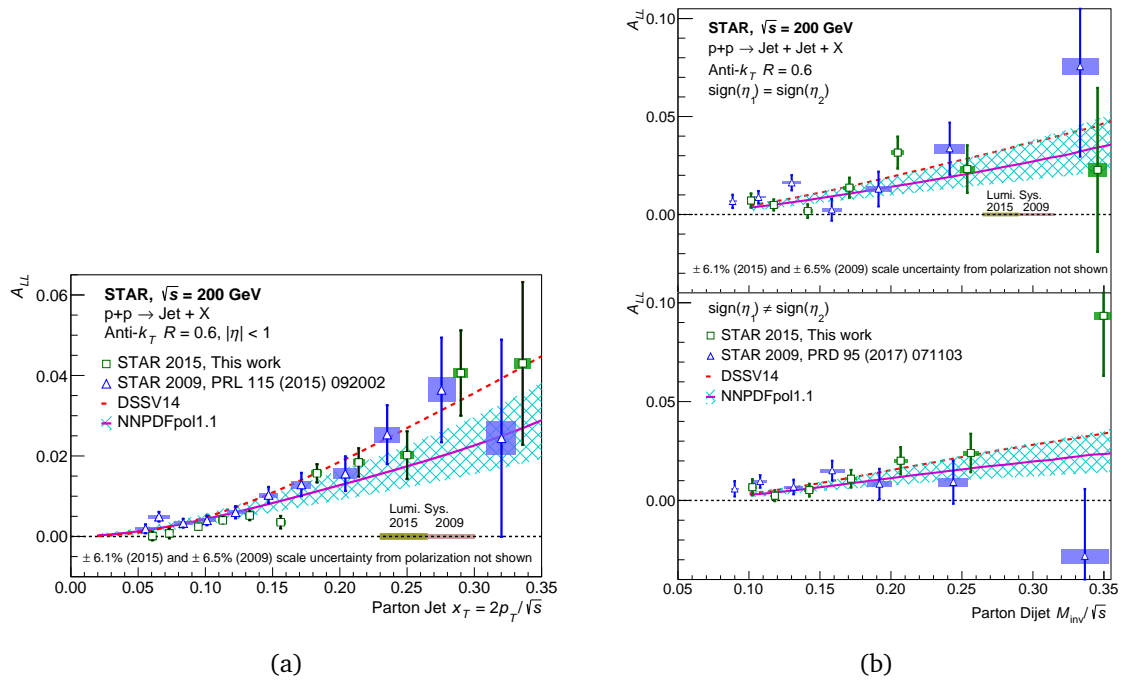 A_LL
STAR, √s = 200 GeV
p+p → Jet + X
Anti-k_T R = 0.6, |η| < 1
STAR 2015, This work
STAR 2009, PRL 115 (2015) 092002
DSSV14
NNPDFpol1.1
Lumi. Sys.
2015 2009
± 6.1% (2015) and ± 6.5% (2009) scale uncertainty from polarization not shown
0.06
0.04
0.02
0.00
0.00 0.05 0.10 0.15 0.20 0.25 0.30 0.35
Parton Jet x_T = 2p_T/√s
(a)
A_LL
0.10
STAR, √s = 200 GeV
p+p → Jet + Jet + X
Anti-k_T R = 0.6
sign(η_1) = sign(η_2)
0.05
Lumi. Sys.
2015 2009
0.00
± 6.1% (2015) and ± 6.5% (2009) scale uncertainty from polarization not shown
A_LL
0.10
sign(η_1) ≠ sign(η_2)
STAR 2015, This work
STAR 2009, PRD 95 (2017) 071103
DSSV14
NNPDFpol1.1
0.05
0.00
0.05 0.10 0.15 0.20 0.25 0.30 0.35
Parton Dijet M_inv/√s
(b)